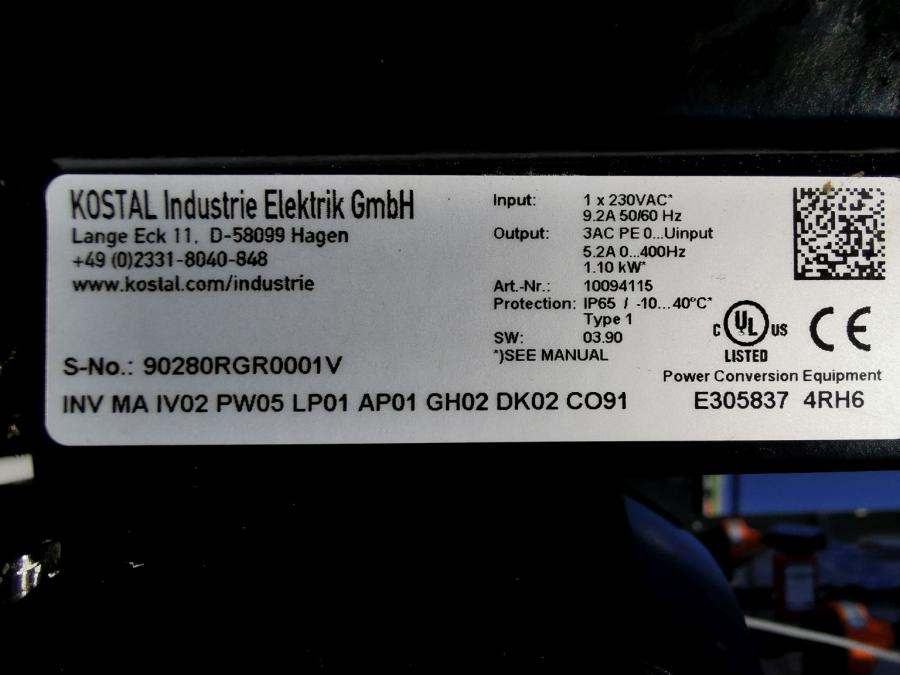 KOSTAL Industrie Elektrik GmbH
Lange Eck 11, D-58099 Hagen
+49 (0)2331-8040-848
www.kostal.com/industrie
S-No.: 90280RGR0001V
INV MA IV02 PW05 LP01 AP01 GH02 DK02 CO91
Input: 1 x 230VAC*
9.2A 50/60 Hz
Output: 3AC PE 0...Uinput
5.2A 0...400Hz
1.10 kW*
Art.-Nr.: 10094115
Protection: IP65 / -10...40°C*
Type 1
SW: 03.90
*)SEE MANUAL
C UL US
LISTED
CE
Power Conversion Equipment
E305837 4RH6